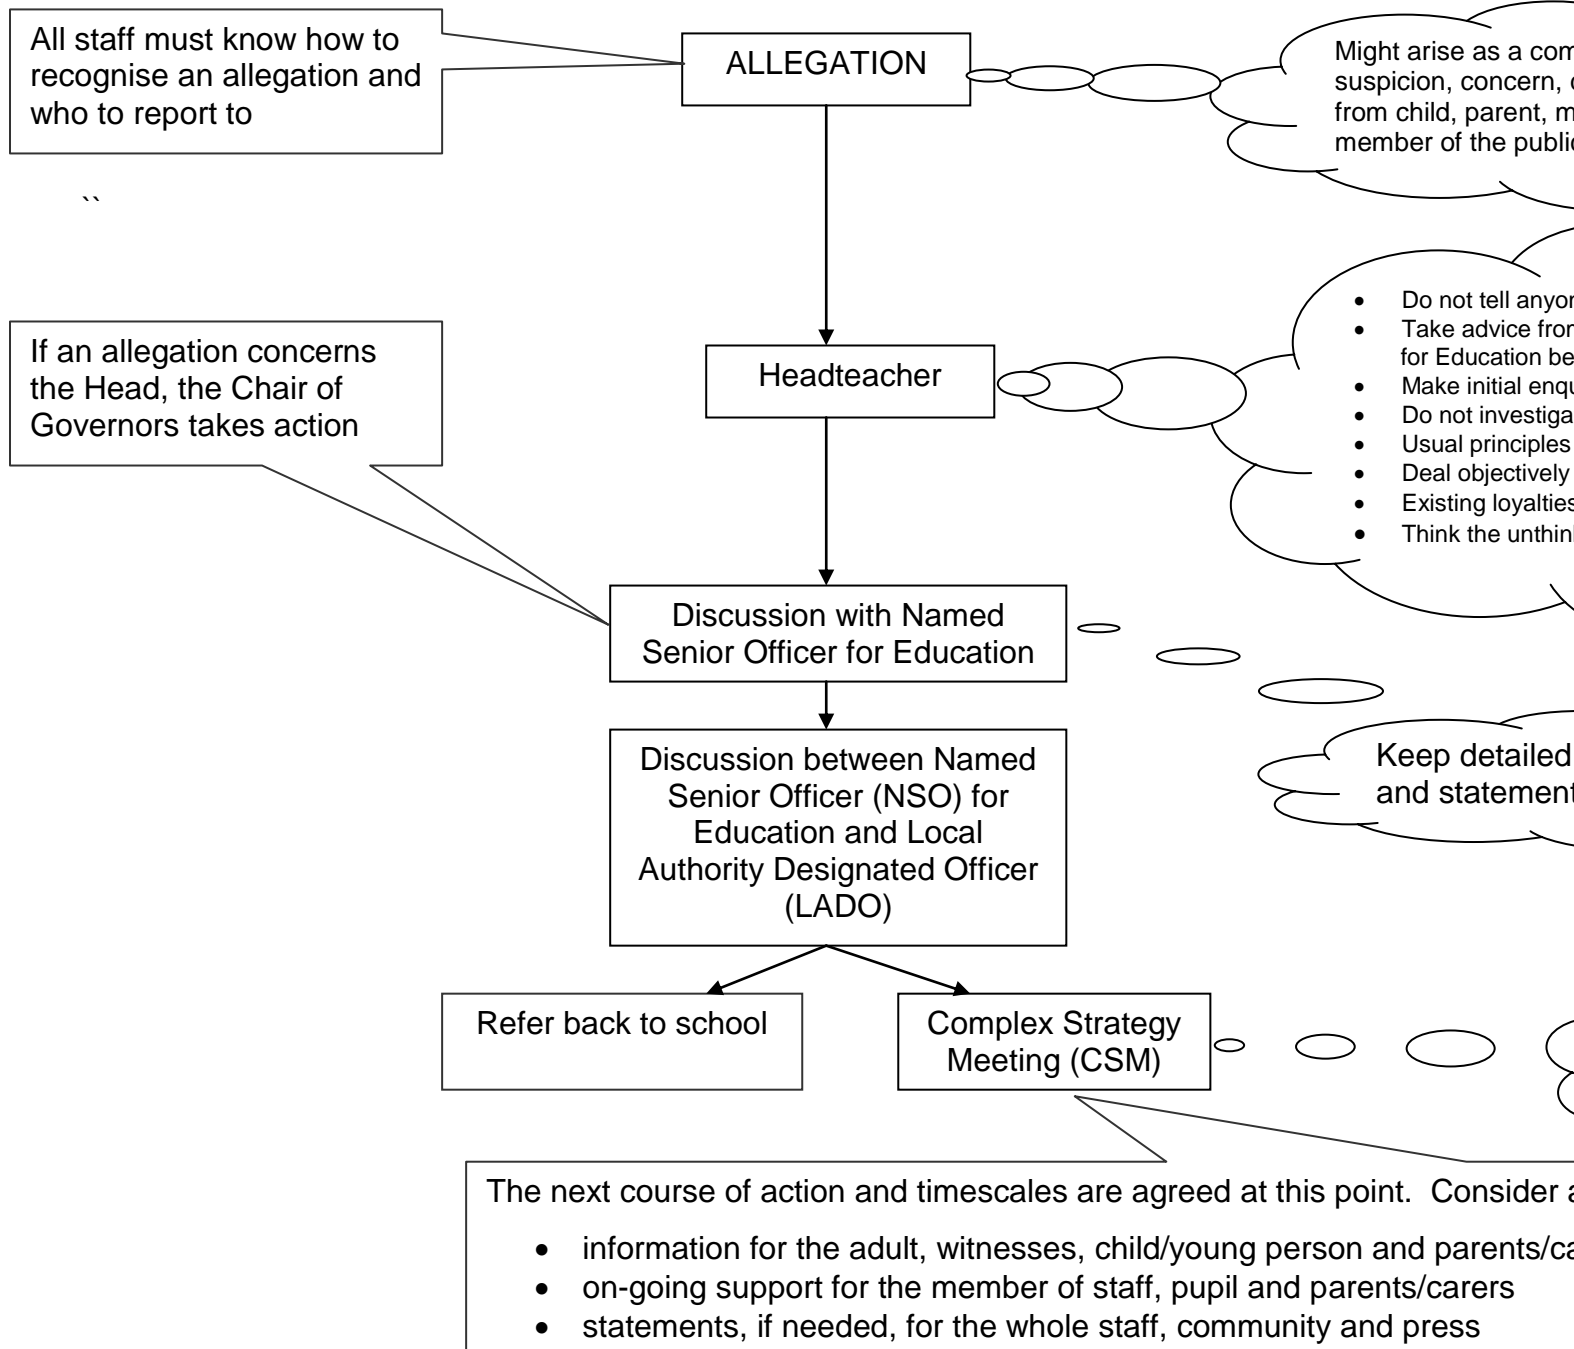 All staff must know how to
recognise an allegation and
who to report to
ALLEGATION
Might arise as a com
suspicion, concern,
from child, parent, m
member of the public
``
If an allegation concerns
the Head, the Chair of
Governors takes action
Headteacher
• Do not tell anyon
• Take advice from
for Education be
• Make initial enqu
• Do not investiga
• Usual principles
• Deal objectively
• Existing loyalties
• Think the unthin
Discussion with Named
Senior Officer for Education
Discussion between Named
Senior Officer (NSO) for
Education and Local
Authority Designated Officer
(LADO)
Keep detailed
and statement
Refer back to school
Complex Strategy
Meeting (CSM)
The next course of action and timescales are agreed at this point. Consider a
• information for the adult, witnesses, child/young person and parents/ca
• on-going support for the member of staff, pupil and parents/carers
• statements, if needed, for the whole staff, community and press